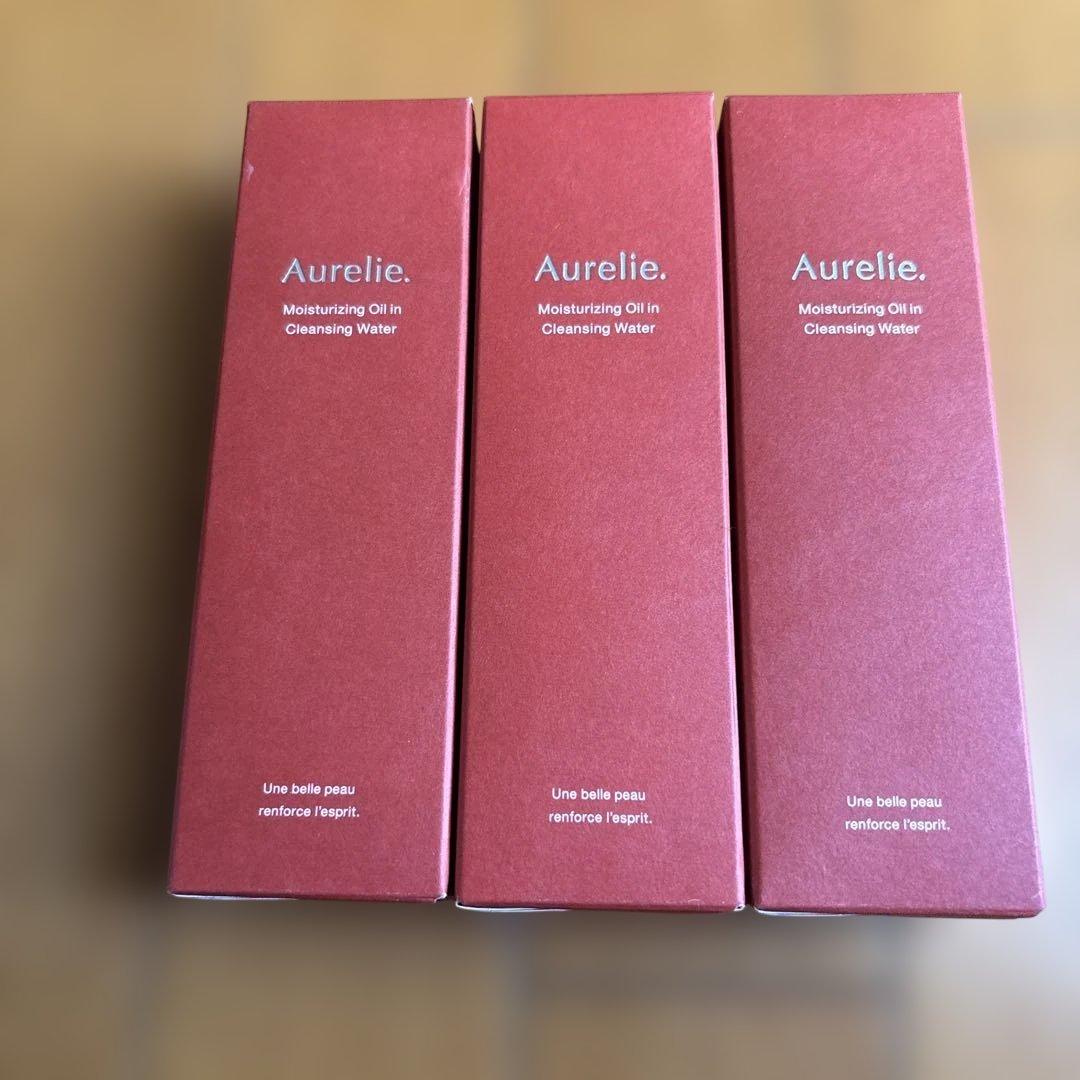 Aurelie.
Moisturizing Oil in
Cleansing Water
Une belle peau
renforce l'esprit.
Aurelie.
Moisturizing Oil in
Cleansing Water
Une belle peau
renforce l'esprit.
Aurelie.
Moisturizing Oil in
Cleansing Water
Une belle peau
renforce l'esprit.